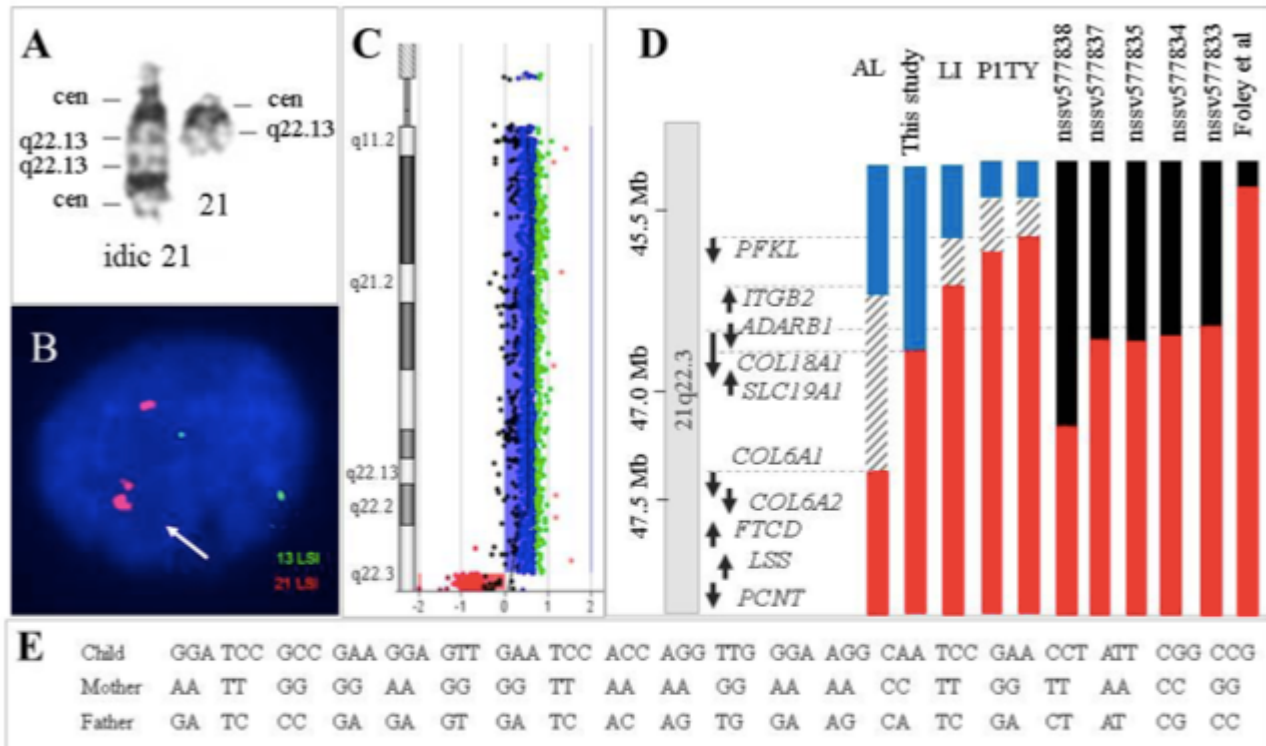 A
cen
cen
q22.13
q22.13
q22.13
cen
21
idic 21
B
13 LSI
21 LSI
C
q11.2
q21.2
q22.13
q22.2
q22.3
-2 -1 0 1 2
D
AL
This study
LI
P1TY
nssv577838
nssv577837
nssv577835
nssv577834
nssv577833
Foley et al
45.5 Mb
47.0 Mb
47.5 Mb
21q22.3
PFKL
ITGB2
ADARB1
COL18A1
SLC19A1
COL6A1
COL6A2
FTCD
LSS
PCNT
E
Child GGA TCC GCC GAA GGA GTT GAA TCC ACC AGG TTG GGA AGG CAA TCC GAA CCT ATT CGG CCG
Mother AA TT GG GG AA GG GG TT AA AA GG AA AA CC TT GG TT AA CC GG
Father GA TC CC GA GA GT GA TC AC AG TG GA AG CA TC GA CT AT CG CC